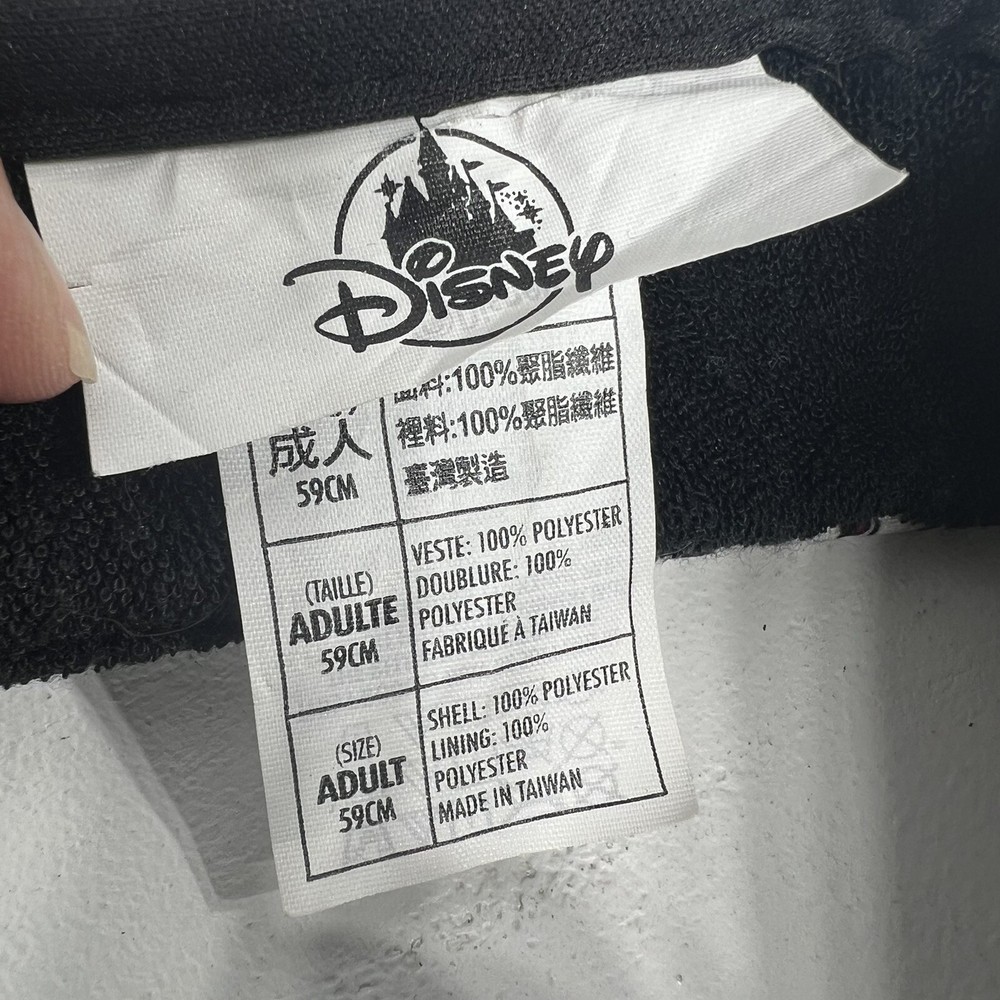 Disney
面料:100%聚脂纖維
成人
59CM
裡料:100%聚脂纖維
臺灣製造
(TAILLE)
ADULTE
59CM
VESTE: 100% POLYESTER
DOUBLURE: 100%
POLYESTER
FABRIQUE À TAIWAN
(SIZE)
ADULT
59CM
SHELL: 100% POLYESTER
LINING: 100%
POLYESTER
MADE IN TAIWAN